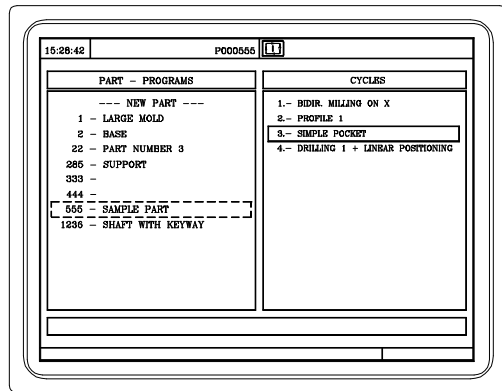 15:28:42 P000555
PART - PROGRAMS
--- NEW PART ---
1 - LARGE MOLD
2 - BASE
22 - PART NUMBER 3
285 - SUPPORT
333 -
444 -
555 - SAMPLE PART
1236 - SHAFT WITH KEYWAY
CYCLES
1.- BIDIR. MILLING ON X
2.- PROFILE 1
3.- SIMPLE POCKET
4.- DRILLING 1 + LINEAR POSITIONING